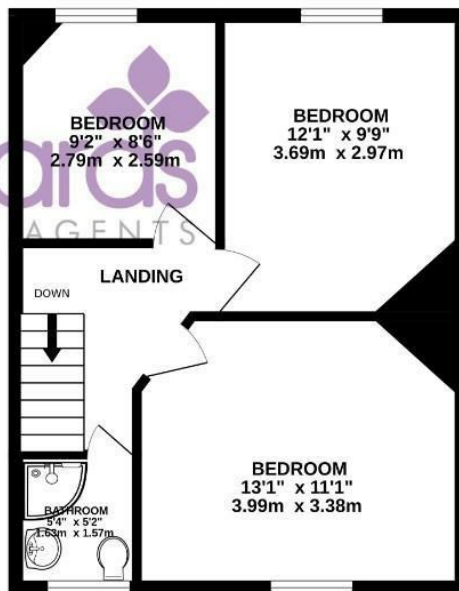 BEDROOM
9'2" x 8'6"
2.79m x 2.59m
BEDROOM
12'1" x 9'9"
3.69m x 2.97m
AGENTS
LANDING
DOWN
BEDROOM
13'1" x 11'1"
3.99m x 3.38m
BATHROOM
5'4" x 5'2"
1.63m x 1.57m